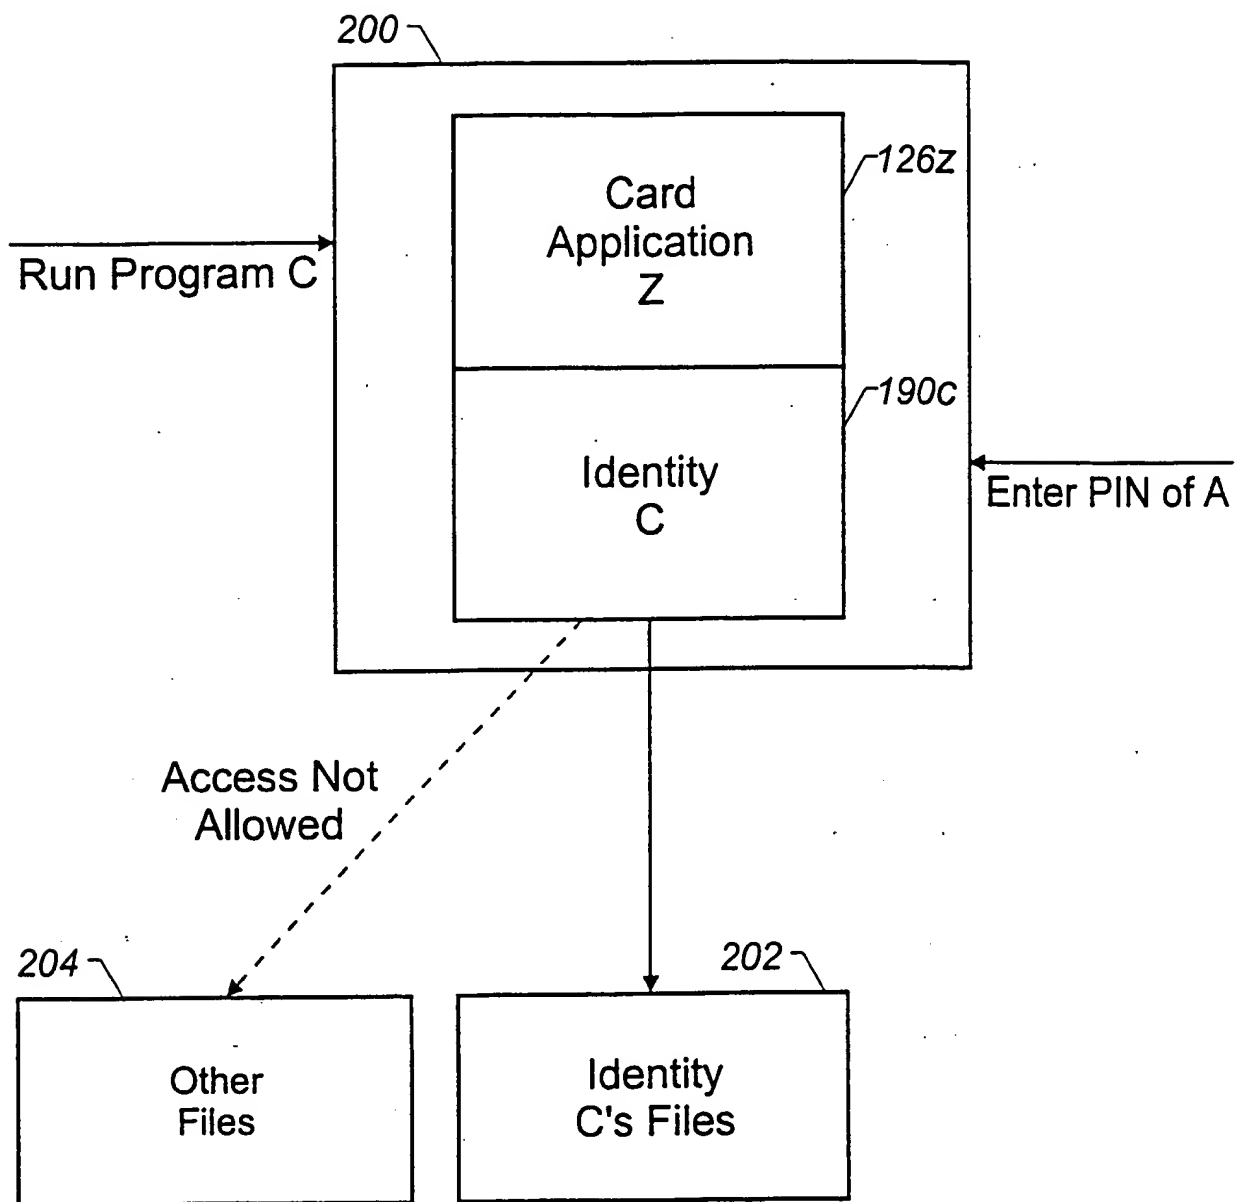 200
Card
Application
Z
126z
Run Program C
190c
Identity
C
Enter PIN of A
Access Not
Allowed
204
202
Other
Files
Identity
C's Files